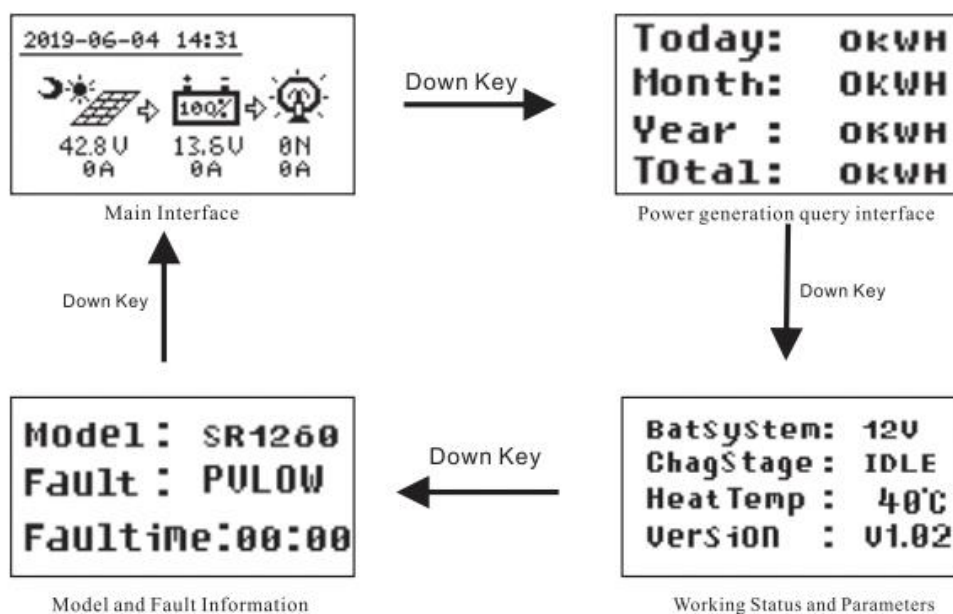 2019-06-04 14:31
100%
42.8V 13.6V 0N
0A 0A 0A
Main Interface
Down Key
Today: 0KWH
Month: 0KWH
Year : 0KWH
TOtal: 0KWH
Power generation query interface
Down Key
Down Key
Model: SR1260
Fault: PVLOW
Faultime:00:00
Model and Fault Information
Down Key
BatSyStem: 12V
ChagStage: IDLE
HeatTemp: 40°C
VerSiOn : V1.02
Working Status and Parameters